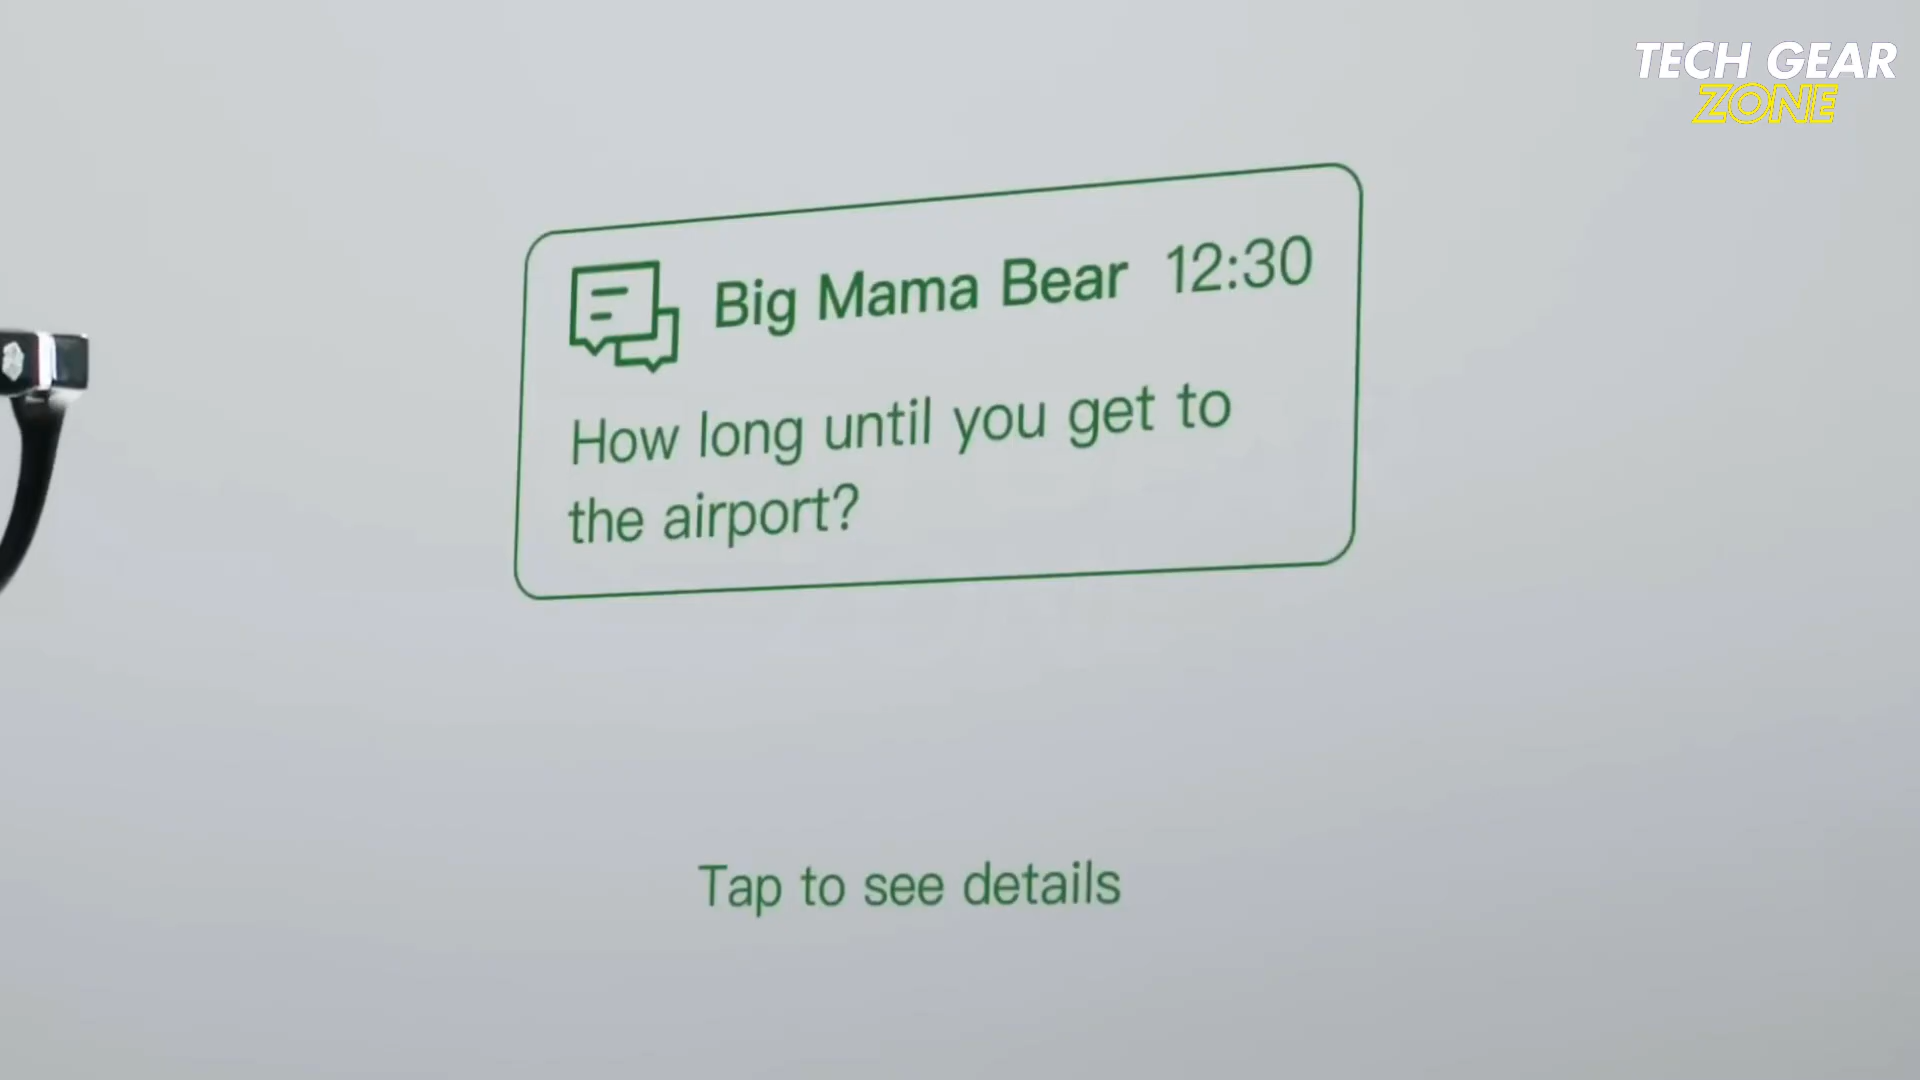 TECH GEAR
ZONE
Big Mama Bear 12:30
How long until you get to
the airport?
Tap to see details